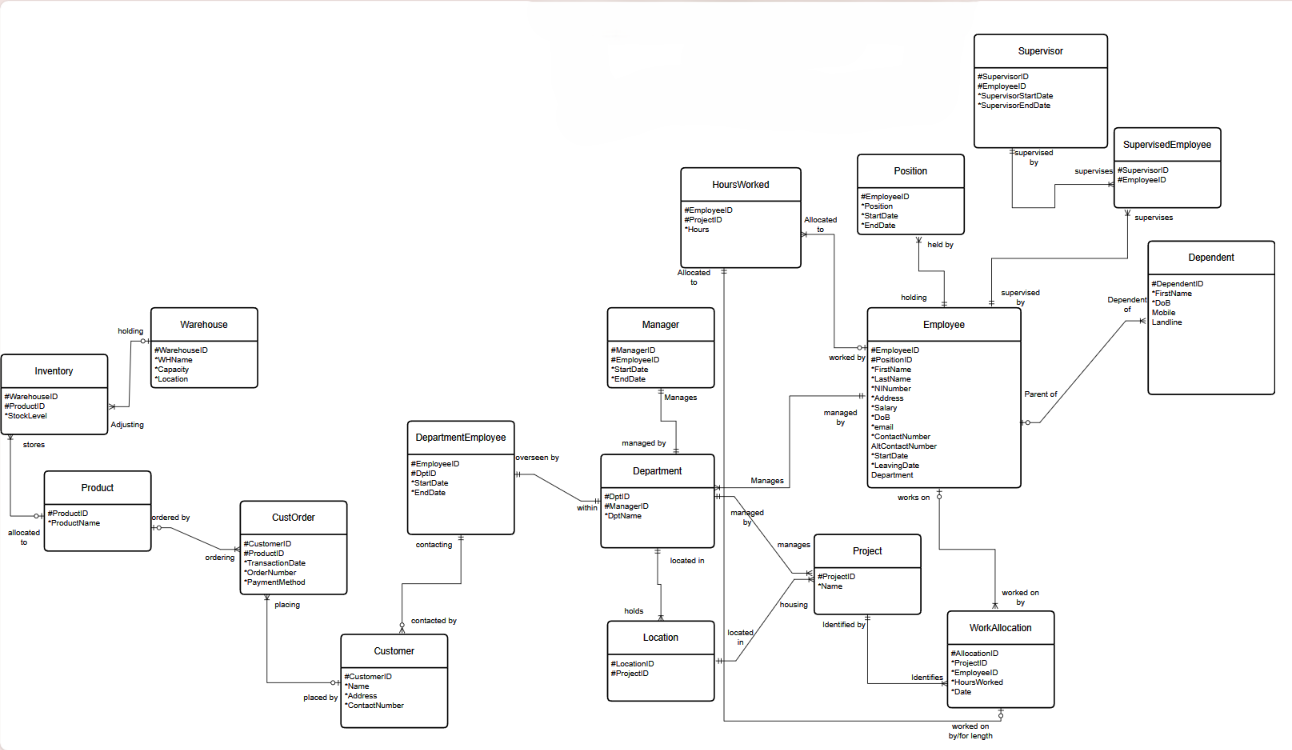 Supervisor
#SupervisorID
#EmployeeID
*SupervisorStartDate
*SupervisorEndDate
supervised
by
SupervisedEmployee
#SupervisorID
#EmployeeID
supervises
supervises
Position
#EmployeeID
*Position
*StartDate
*EndDate
held by
holding
HoursWorked
#EmployeeID
#ProjectID
*Hours
Allocated
to
Allocated
to
supervised
by
Dependent
#DependentID
*FirstName
*DoB
Mobile
Landline
Dependent
of
Parent of
Employee
#EmployeeID
#PositionID
*FirstName
*LastName
*NINumber
*Address
*Salary
*DoB
*email
*ContactNumber
AltContactNumber
*StartDate
*LeavingDate
Department
worked by
managed
by
works on
Manager
#ManagerID
#EmployeeID
*StartDate
*EndDate
Manages
managed by
Manages
Warehouse
#WarehouseID
*WHName
*Capacity
*Location
holding
Inventory
#WarehouseID
#ProductID
*StockLevel
Adjusting
stores
Product
#ProductID
*ProductName
allocated
to
ordered by
ordering
CustOrder
#CustomerID
#ProductID
*TransactionDate
*OrderNumber
*PaymentMethod
placing
placed by
DepartmentEmployee
#EmployeeID
#DptID
*StartDate
*EndDate
overseen by
within
contacting
contacted by
Customer
#CustomerID
*Name
*Address
*ContactNumber
Department
#DptID
#ManagerID
*DptName
managed
by
manages
located in
holds
Location
#LocationID
#ProjectID
located
in
housing
Project
#ProjectID
*Name
Identified by
Identifies
worked on
by
WorkAllocation
#AllocationID
*ProjectID
*EmployeeID
*HoursWorked
*Date
worked on
by/for length